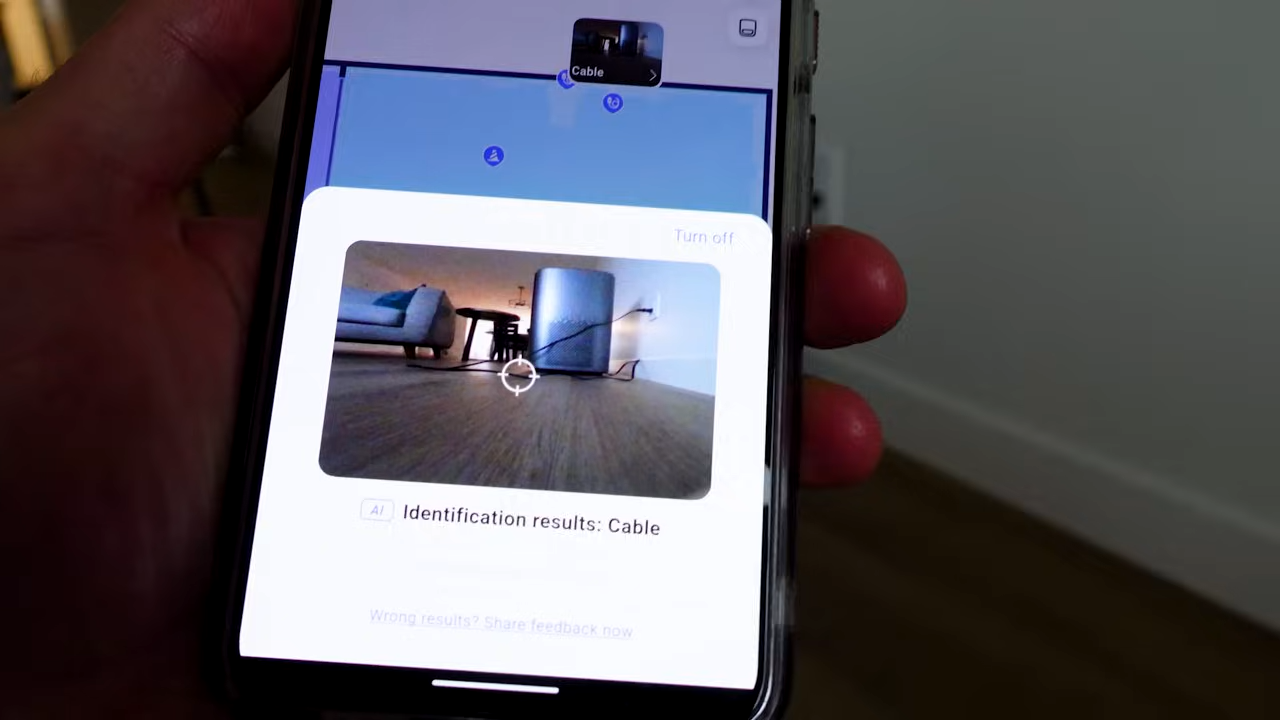 Cable
Turn off
AI Identification results: Cable
Wrong results? Share feedback now